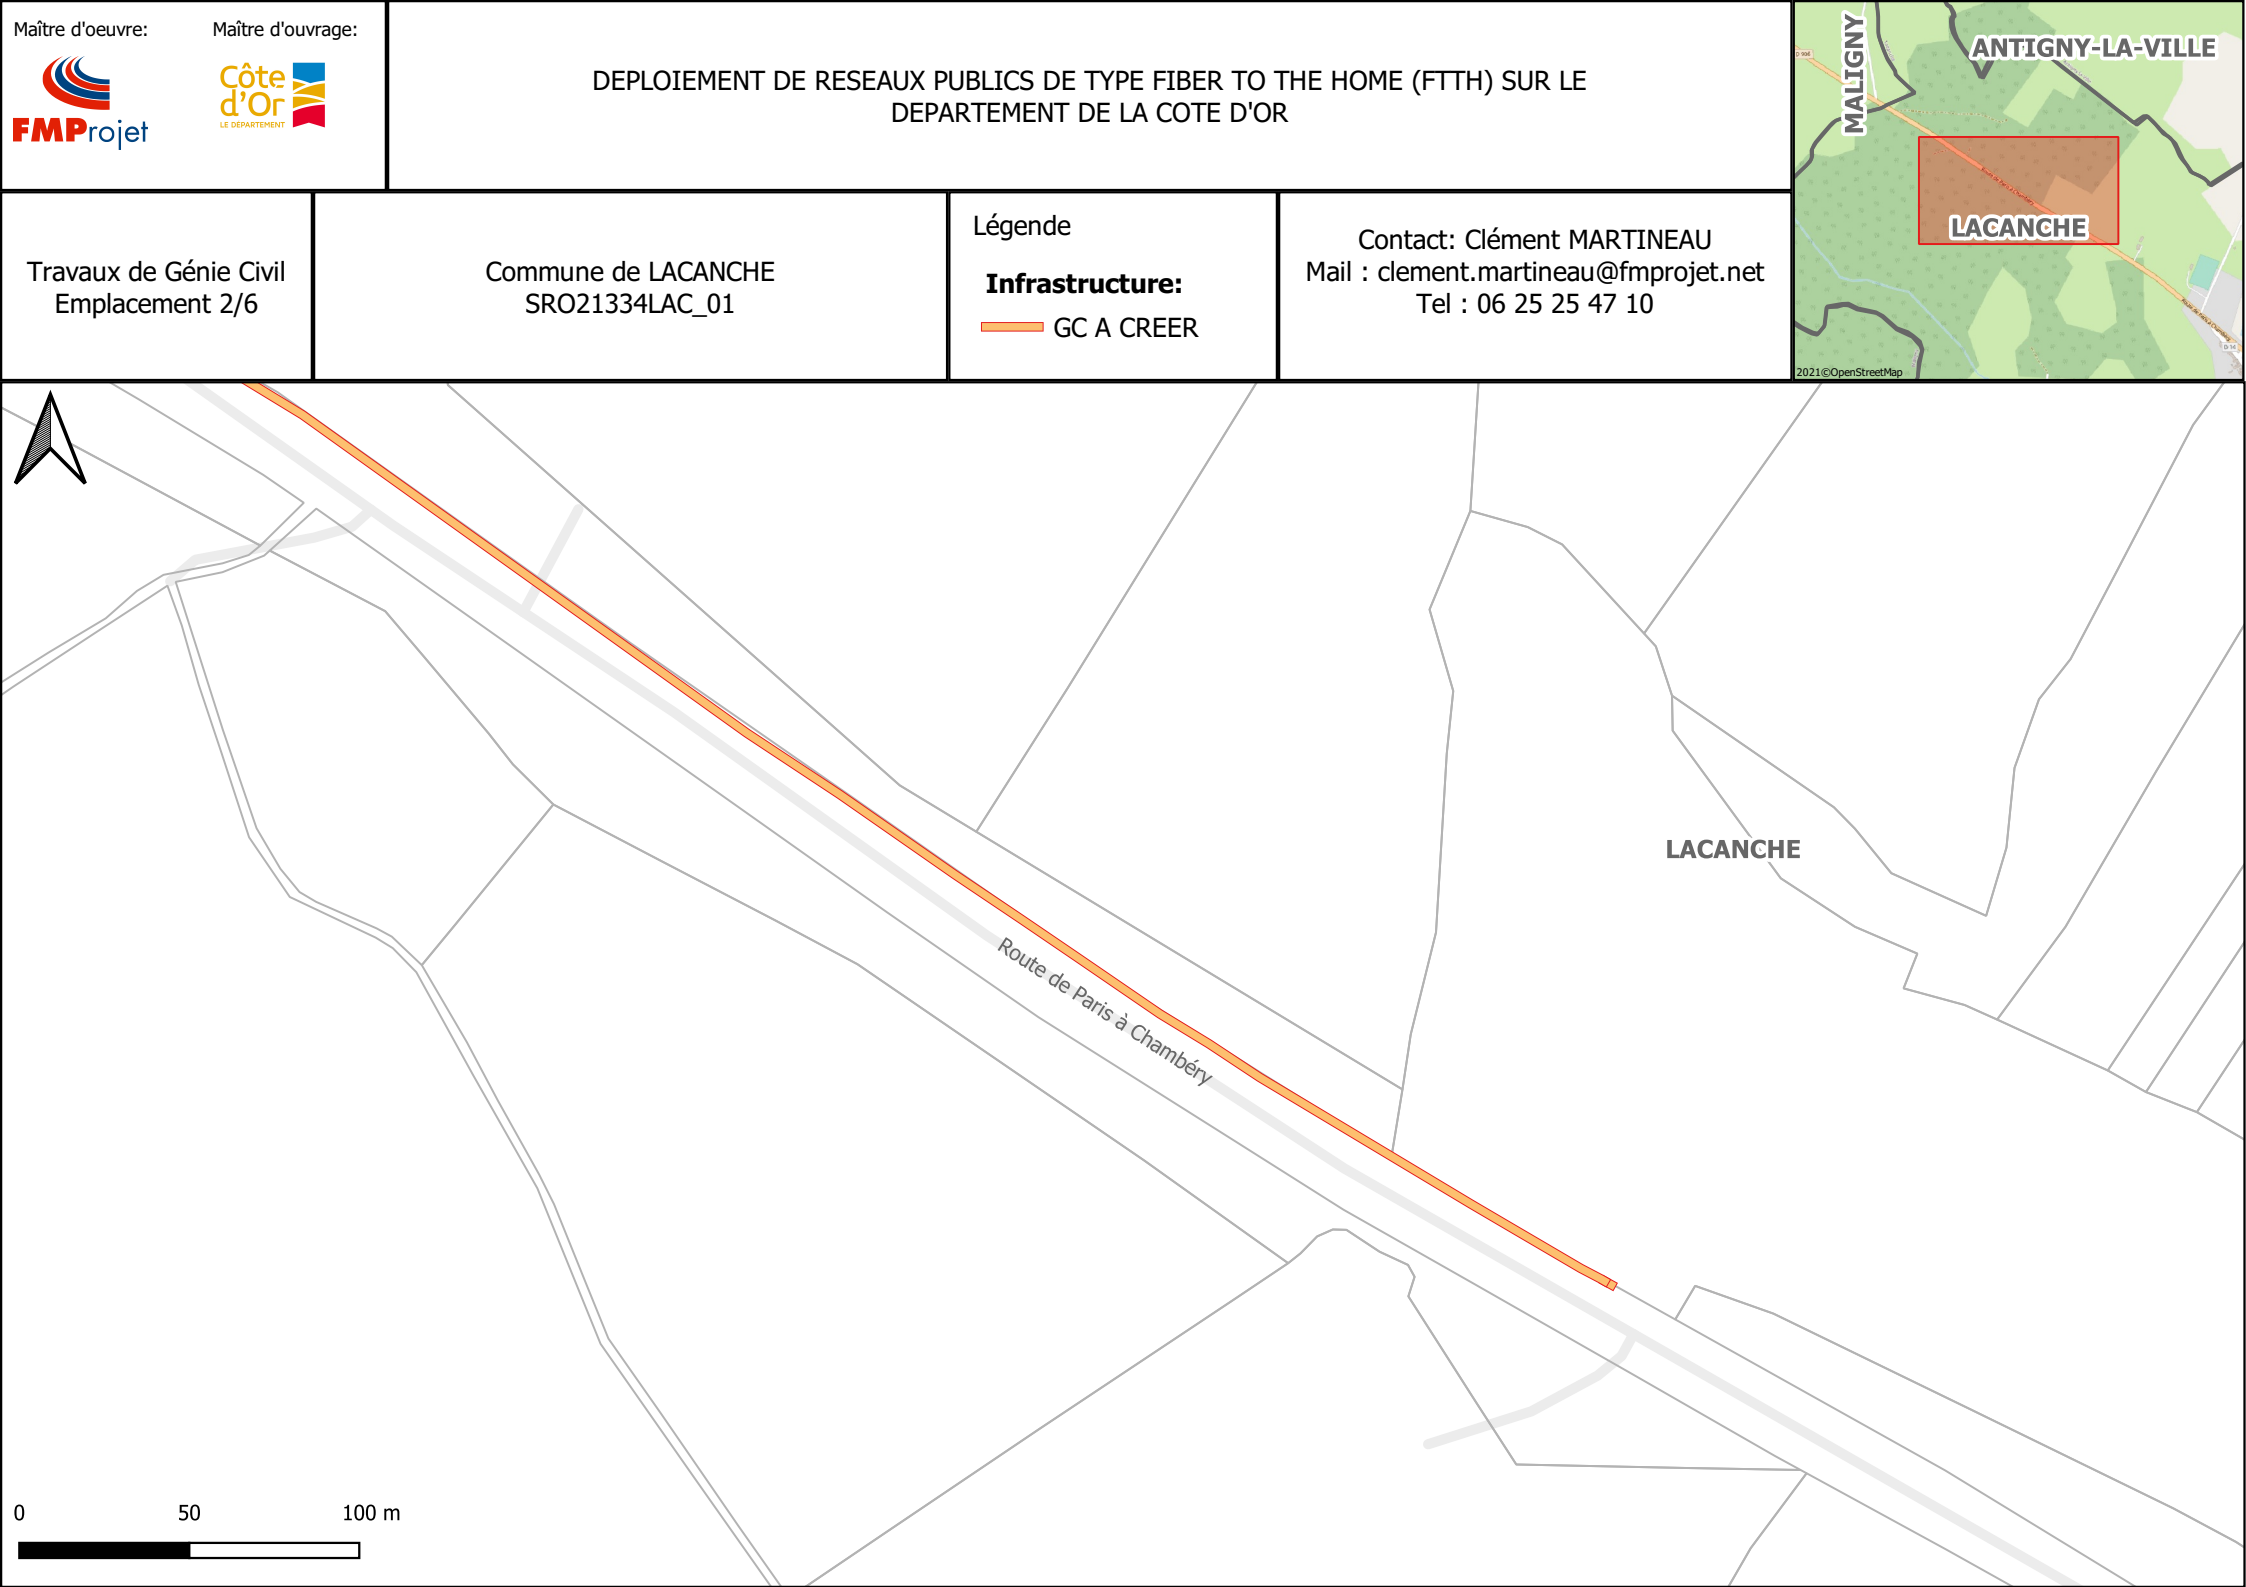 Maître d'oeuvre:
Maître d'ouvrage:
FMProjet
Côte
d'Or
LE DÉPARTEMENT
DEPLOIEMENT DE RESEAUX PUBLICS DE TYPE FIBER TO THE HOME (FTTH) SUR LE
DEPARTEMENT DE LA COTE D'OR
MALIGNY
ANTIGNY-LA-VILLE
LACANCHE
2021©OpenStreetMap
Travaux de Génie Civil
Emplacement 2/6
Commune de LACANCHE
SRO21334LAC_01
Légende
Infrastructure:
GC A CREER
Contact: Clément MARTINEAU
Mail : clement.martineau@fmprojet.net
Tel : 06 25 25 47 10
LACANCHE
Route de Paris à Chambéry
0 50 100 m